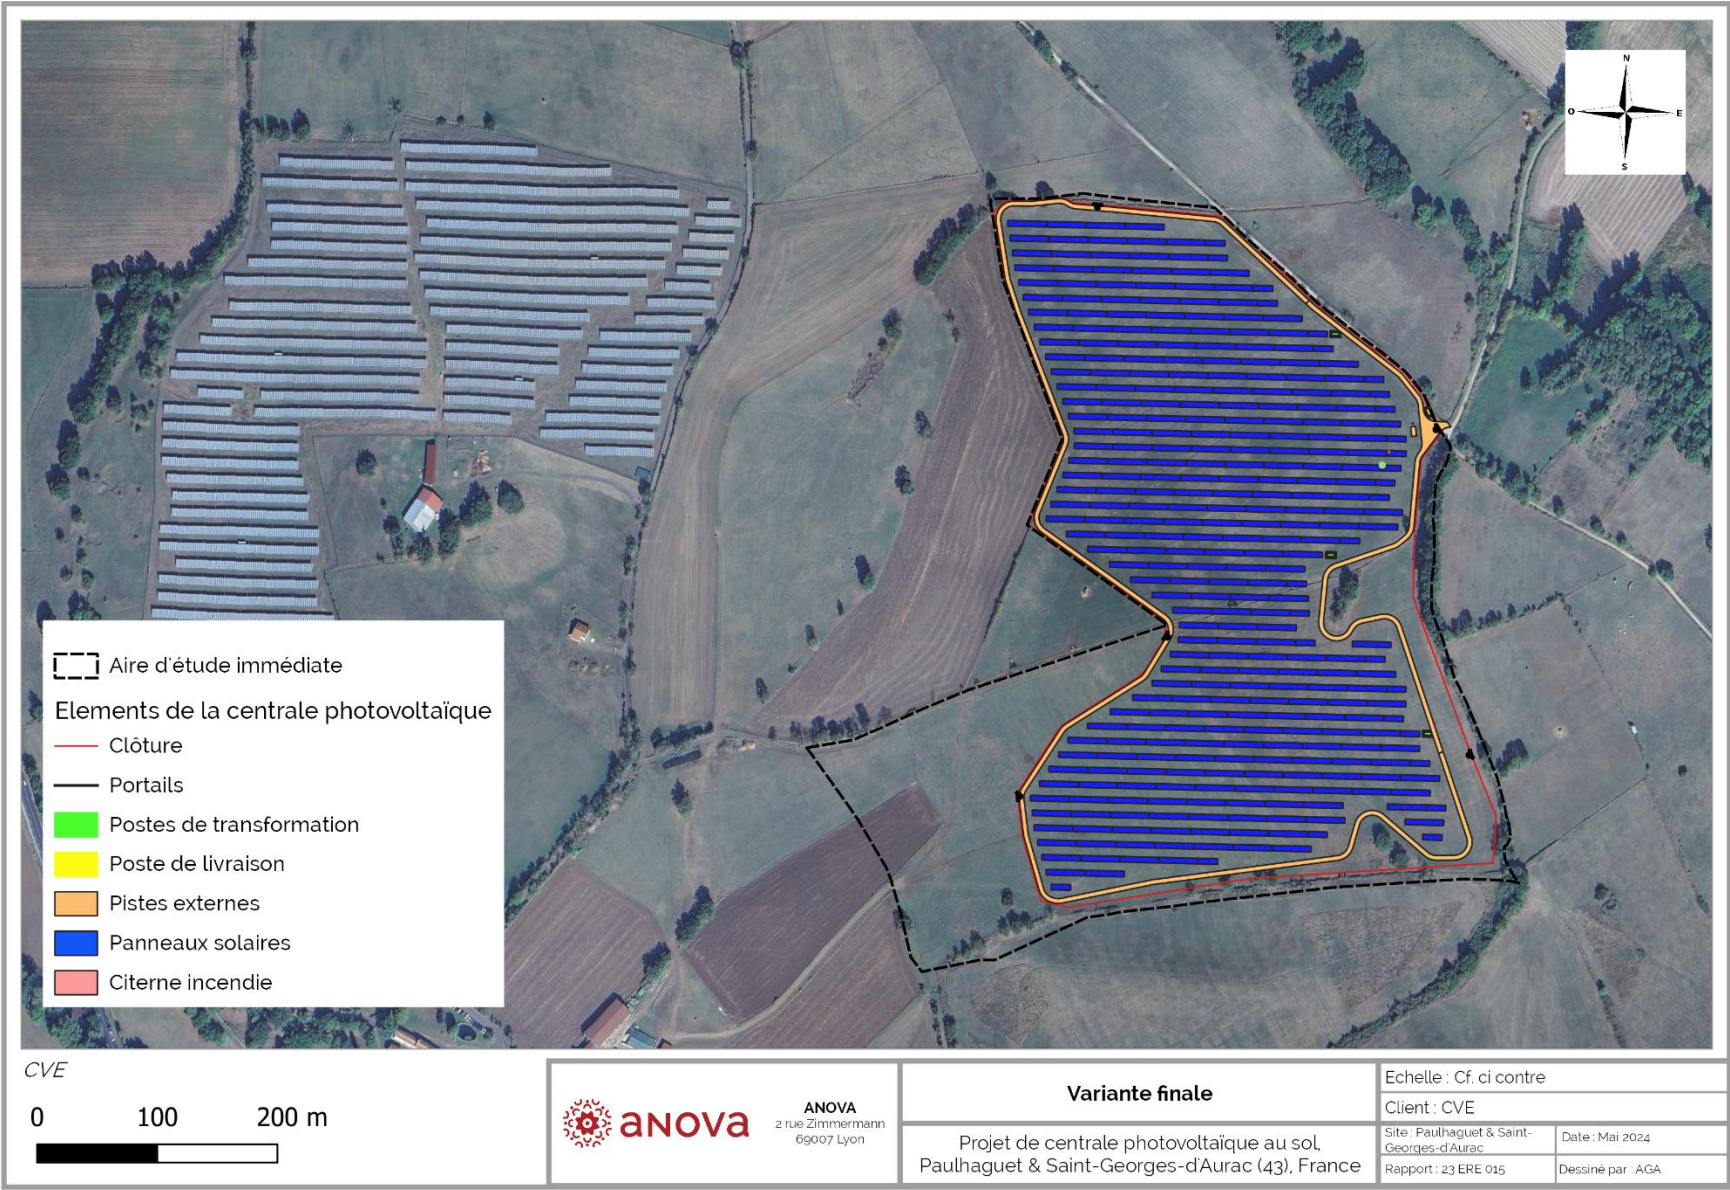 N
O
E
S
Aire d'étude immédiate
Elements de la centrale photovoltaïque
Clôture
Portails
Postes de transformation
Poste de livraison
Pistes externes
Panneaux solaires
Citerne incendie
CVE
0 100 200 m
ANOVA
ANOVA
2 rue Zimmermann
69007 Lyon
Variante finale
Projet de centrale photovoltaïque au sol,
Paulhaguet & Saint-Georges-d'Aurac (43), France
Echelle : Cf. ci contre
Client : CVE
Site : Paulhaguet & Saint-
Georges-d'Aurac
Date : Mai 2024
Rapport : 23 ERE 015
Dessiné par : AGA